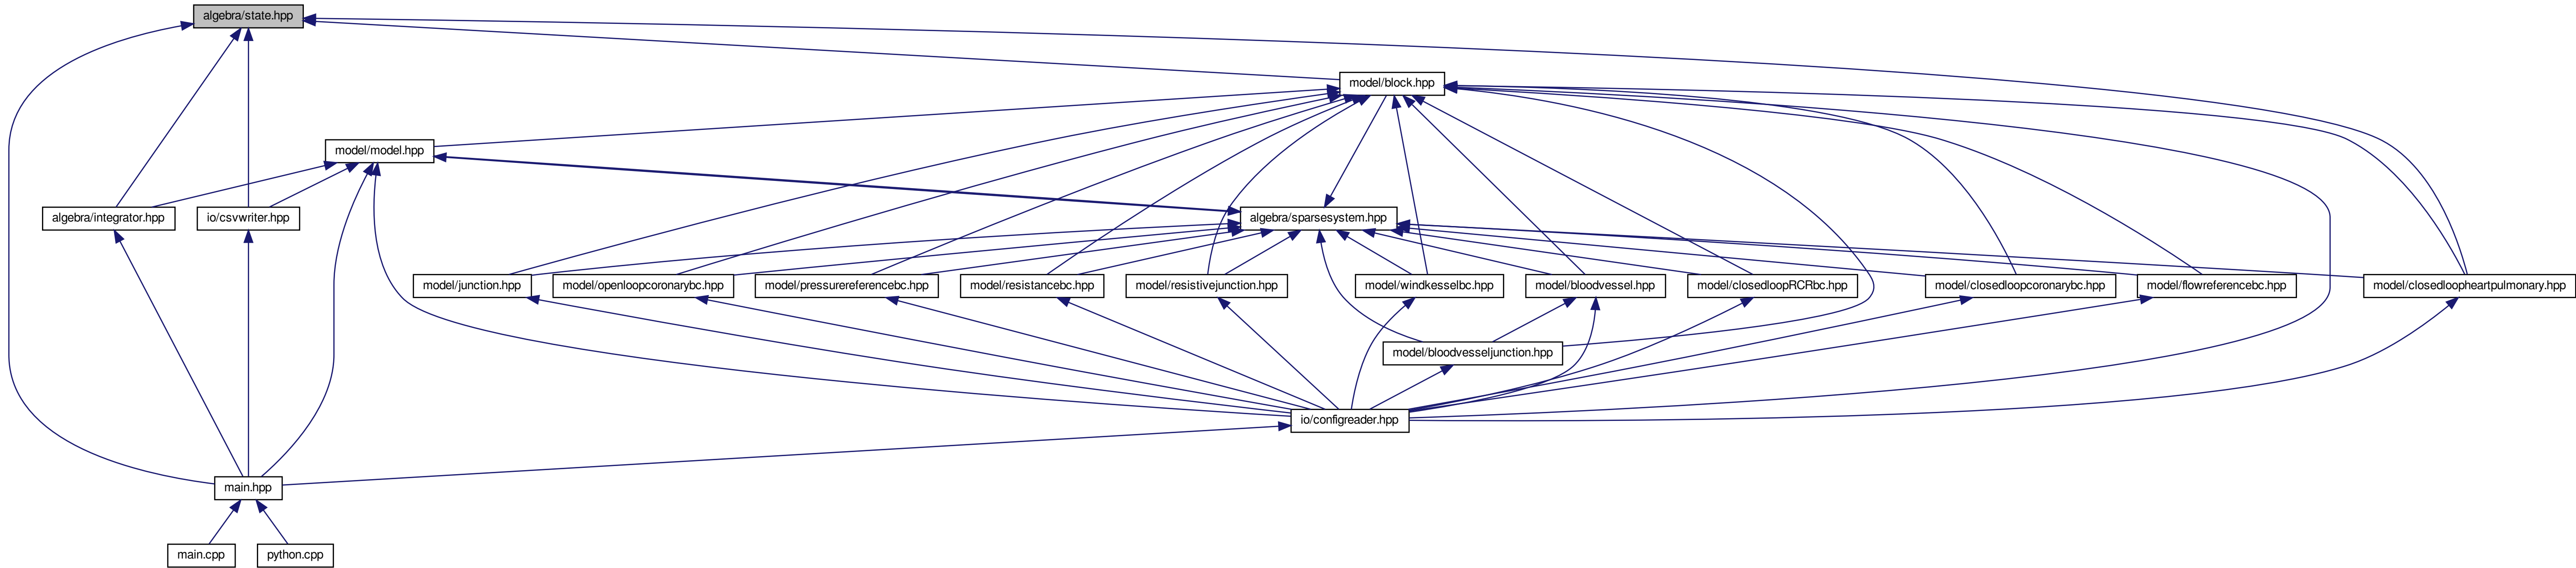 algebra/state.hpp
model/block.hpp
model/model.hpp
algebra/integrator.hpp
io/csvwriter.hpp
algebra/sparsesystem.hpp
model/junction.hpp
model/openloopcoronarybc.hpp
model/pressurereferencebc.hpp
model/resistancebc.hpp
model/resistivejunction.hpp
model/windkesselbc.hpp
model/bloodvessel.hpp
model/closedloopRCRbc.hpp
model/closedloopcoronarybc.hpp
model/flowreferencebc.hpp
model/closedloopheartpulmonary.hpp
model/bloodvesseljunction.hpp
io/configreader.hpp
main.hpp
main.cpp
python.cpp